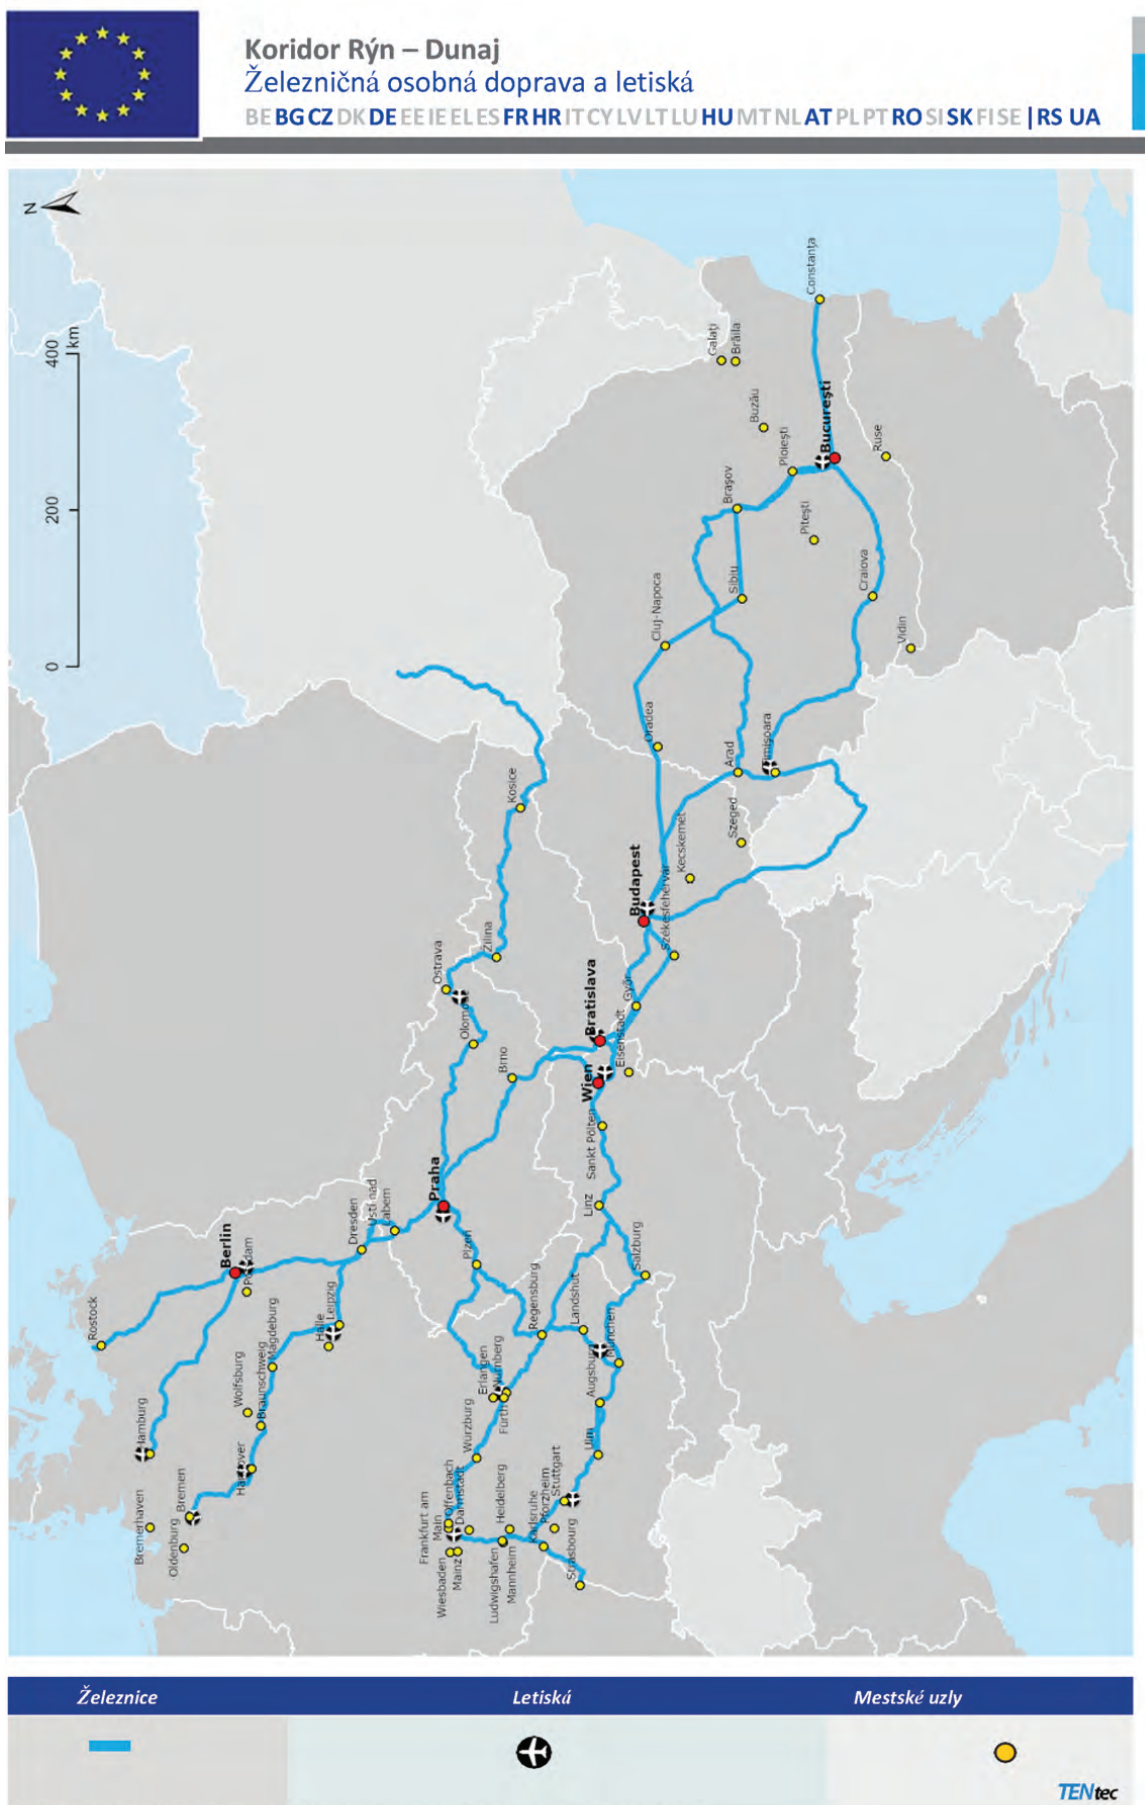 Koridor Rýn – Dunaj
Železničná osobná doprava a letiská
BE BG CZ DK DE EE IE EL ES FR HR IT CY LV LT LU HU MT NL AT PL PT RO SI SK FI SE | RS UA
N
400
km
200
0
Constanța
Galați
Brăila
Buzău
București
Ploiești
Ruse
Brașov
Pitești
Craiova
Sibiu
Cluj-Napoca
Vidin
Oradea
Arad
Timișoara
Kosice
Szeged
Kecskemét
Budapest
Székesfehérvár
Zilina
Ostrava
Olomouc
Győr
Bratislava
Eisenstadt
Brno
Wien
Sankt Pölten
Praha
Linz
Ústí nad
Labem
Dresden
Berlin
Potsdam
Plzen
Salzburg
Rostock
Leipzig
Halle
Regensburg
Landshut
München
Magdeburg
Wolfsburg
Braunschweig
Erlangen
Nürnberg
Fürth
Augsburg
Hamburg
Hannover
Würzburg
Ulm
Bremen
Bremerhaven
Oldenburg
Frankfurt am
Main
Offenbach
Darmstadt
Wiesbaden
Mainz
Heidelberg
Ludwigshafen
Mannheim
Karlsruhe
Pforzheim
Stuttgart
Strasbourg
Železnice
Letiská
Mestské uzly
TENtec